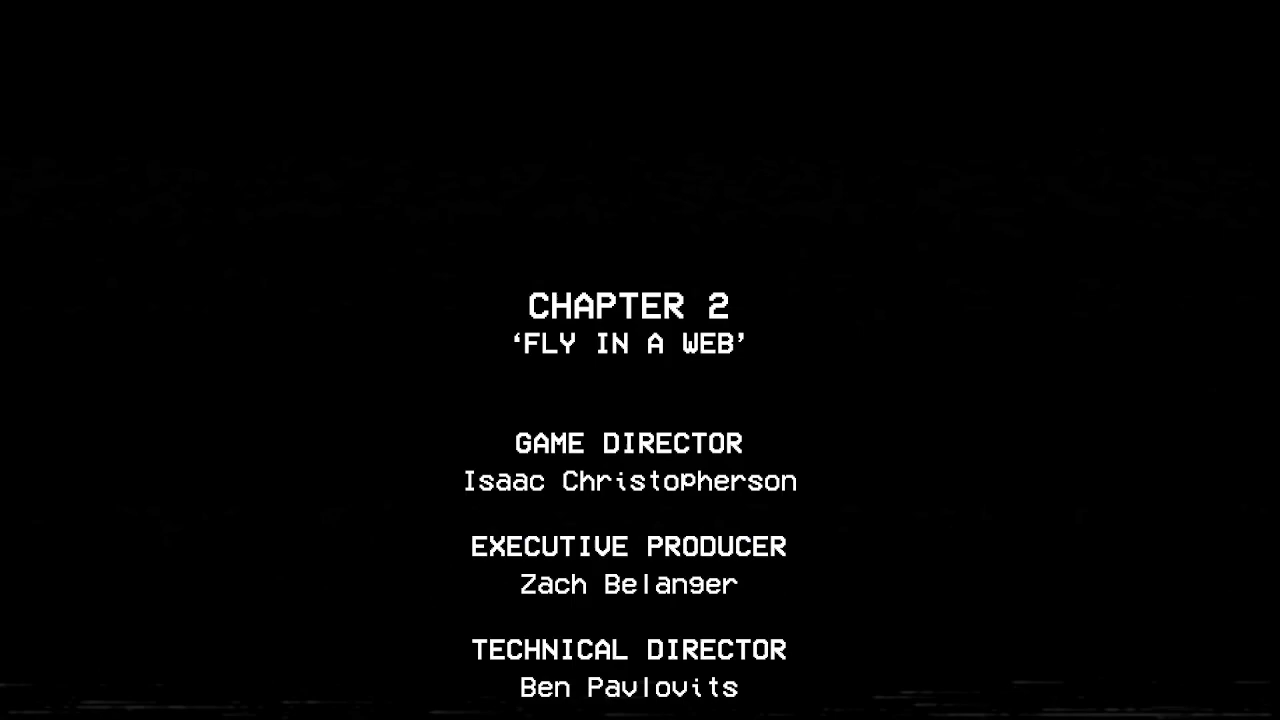 CHAPTER 2
‘FLY IN A WEB’
GAME DIRECTOR
Isaac Christopherson
EXECUTIVE PRODUCER
Zach Belanger
TECHNICAL DIRECTOR
Ben Pavlovits